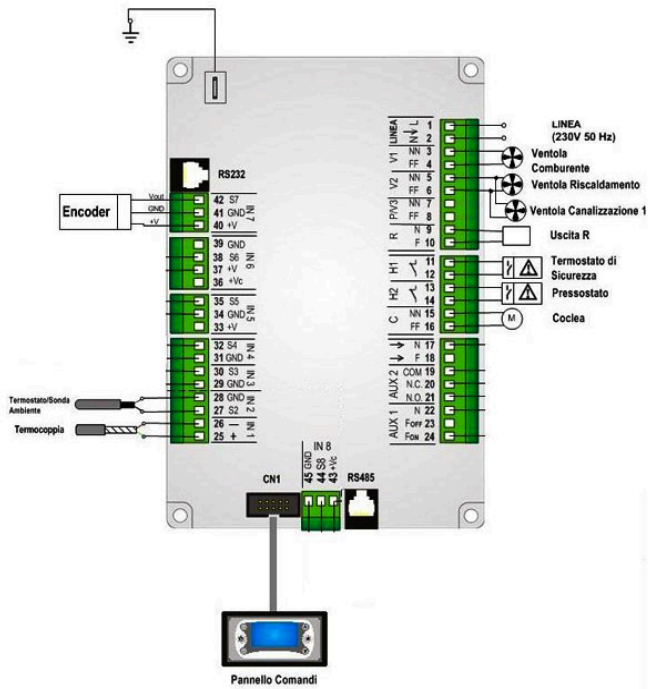 RS232
Encoder
Vout
GND
+V
42 S7
41 GND
40 +V
IN 7
39 GND
38 S6
37 +V
36 +Vc
IN 6
35 S5
34 GND
33 +V
IN 5
32 S4
31 GND
IN 4
30 S3
29 GND
IN 3
28 GND
27 S2
IN 2
26 –
25 +
IN 1
Termostato/Sonda
Ambiente
Termocoppia
LINEA
L 1
N 2
V1
NN 3
FF 4
V2
NN 5
FF 6
P/V3
NN 7
FF 8
R
N 9
F 10
H1
11
12
H2
13
14
C
NN 15
FF 16
N 17
F 18
AUX 2
COM 19
N.C. 20
N.O. 21
AUX 1
N 22
FOFF 23
FON 24
LINEA
(230V 50 Hz)
Ventola
Comburente
Ventola Riscaldamento
Ventola Canalizzazione 1
Uscita R
Termostato di
Sicurezza
Pressostato
M
Coclea
IN 8
45 GND
44 S8
43 +Vc
CN1
RS485
Pannello Comandi